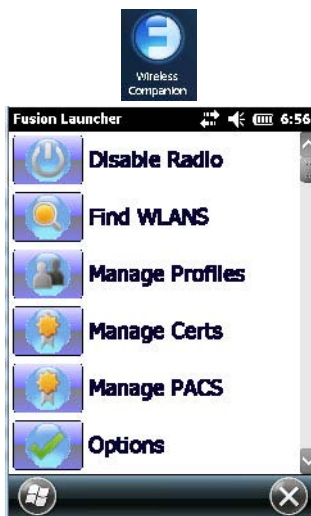 Wireless
Companion
Fusion Launcher 6:56
Disable Radio
Find WLANS
Manage Profiles
Manage Certs
Manage PACS
Options